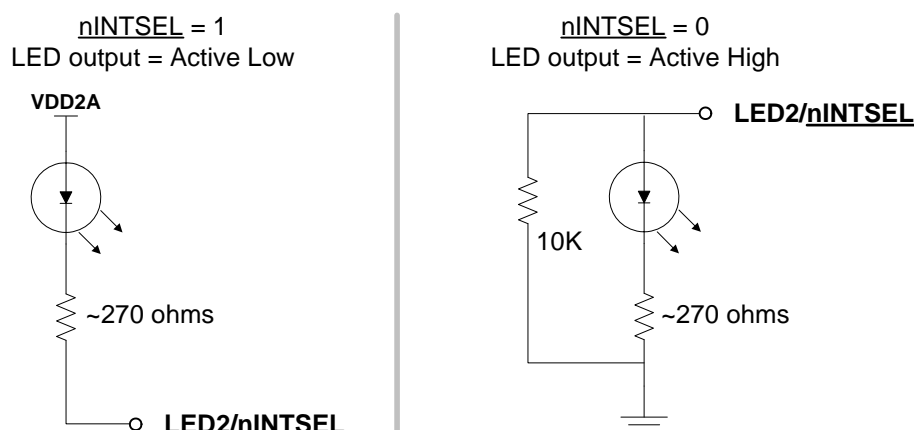 nINTSEL = 1
LED output = Active Low
VDD2A
~270 ohms
LED2/nINTSEL
nINTSEL = 0
LED output = Active High
LED2/nINTSEL
10K
~270 ohms